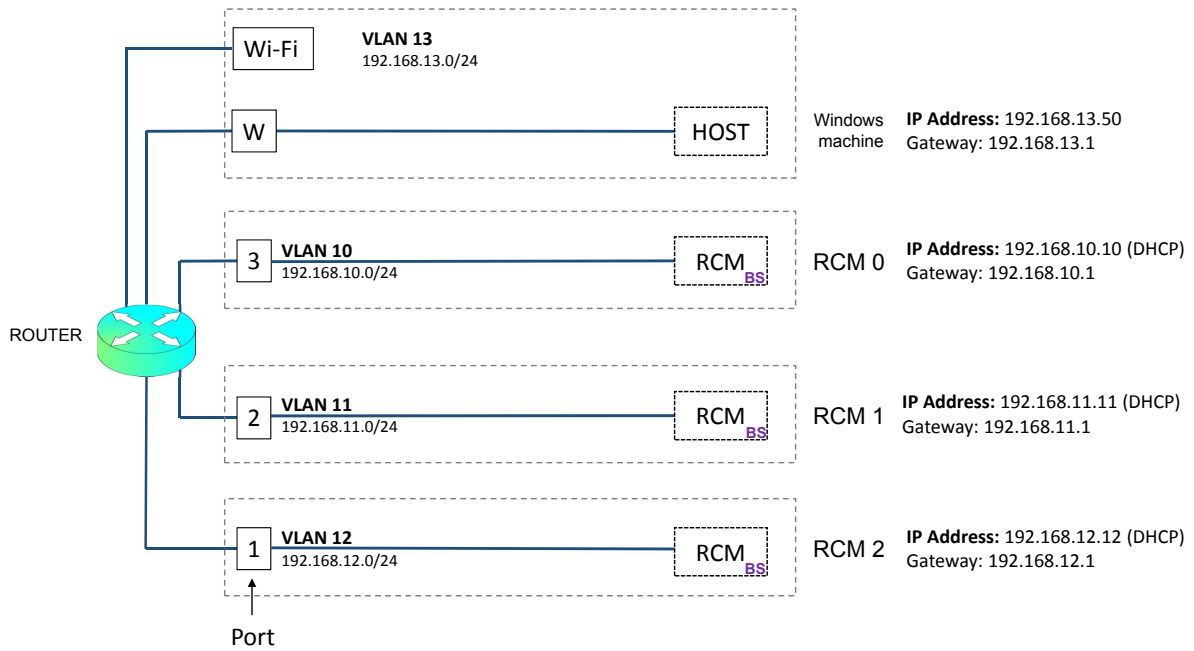 Wi-Fi
VLAN 13
192.168.13.0/24
W
HOST
Windows
machine
IP Address: 192.168.13.50
Gateway: 192.168.13.1
3
VLAN 10
192.168.10.0/24
RCM
BS
RCM 0
IP Address: 192.168.10.10 (DHCP)
Gateway: 192.168.10.1
ROUTER
2
VLAN 11
192.168.11.0/24
RCM
BS
RCM 1
IP Address: 192.168.11.11 (DHCP)
Gateway: 192.168.11.1
1
VLAN 12
192.168.12.0/24
RCM
BS
RCM 2
IP Address: 192.168.12.12 (DHCP)
Gateway: 192.168.12.1
Port